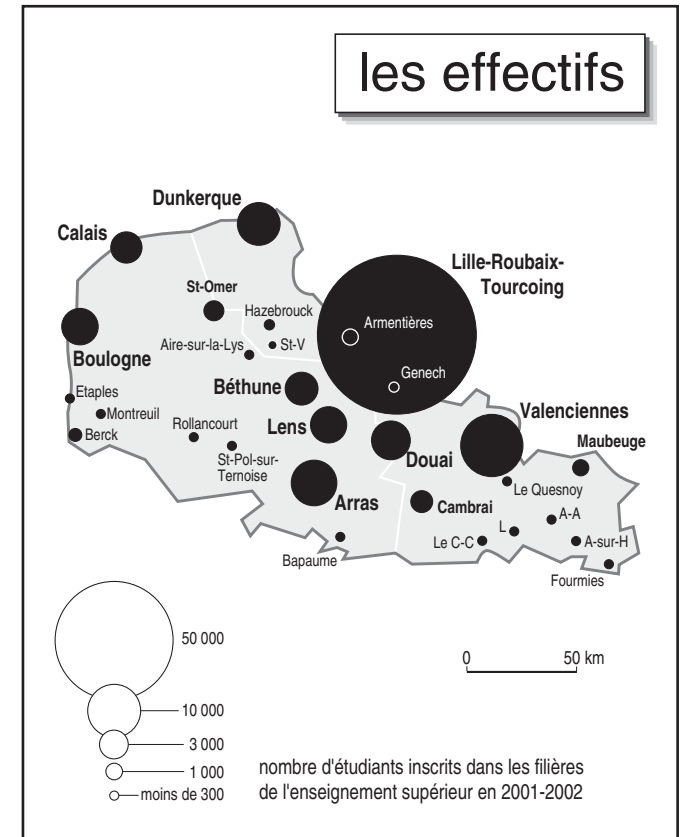 les effectifs
Dunkerque
Calais
Lille-Roubaix-
Tourcoing
St-Omer
Hazebrouck
Armentières
Aire-sur-la-Lys
St-V
Boulogne
Genech
Béthune
Etaples
Valenciennes
Montreuil
Rollancourt
Lens
Maubeuge
Berck
St-Pol-sur-
Ternoise
Douai
Le Quesnoy
Arras
Cambrai
A-A
L
Le C-C
A-sur-H
Bapaume
Fourmies
50 000
0 50 km
10 000
3 000
1 000
moins de 300
nombre d'étudiants inscrits dans les filières
de l'enseignement supérieur en 2001-2002